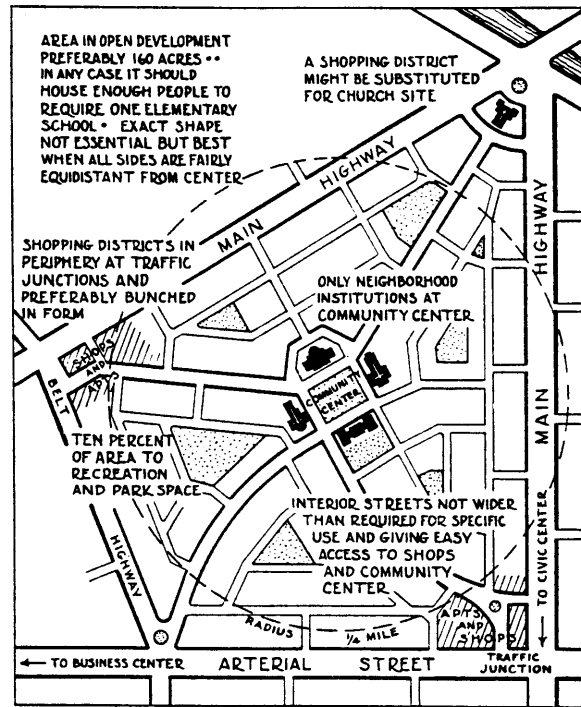 AREA IN OPEN DEVELOPMENT
PREFERABLY 160 ACRES ••
IN ANY CASE IT SHOULD
HOUSE ENOUGH PEOPLE TO
REQUIRE ONE ELEMENTARY
SCHOOL • EXACT SHAPE
NOT ESSENTIAL BUT BEST
WHEN ALL SIDES ARE FAIRLY
EQUIDISTANT FROM CENTER
A SHOPPING DISTRICT
MIGHT BE SUBSTITUTED
FOR CHURCH SITE
MAIN HIGHWAY
HIGHWAY
MAIN
SHOPPING DISTRICTS IN
PERIPHERY AT TRAFFIC
JUNCTIONS AND
PREFERABLY BUNCHED
IN FORM
ONLY NEIGHBORHOOD
INSTITUTIONS AT
COMMUNITY CENTER
SHOPS
AND
APTS
BELT
HIGHWAY
COMMUNITY
CENTER
TEN PERCENT
OF AREA TO
RECREATION
AND PARK SPACE
INTERIOR STREETS NOT WIDER
THAN REQUIRED FOR SPECIFIC
USE AND GIVING EASY
ACCESS TO SHOPS
AND COMMUNITY
CENTER
TO CIVIC CENTER
RADIUS ¼ MILE
APTS
AND
SHOPS
← TO BUSINESS CENTER
ARTERIAL STREET
TRAFFIC
JUNCTION